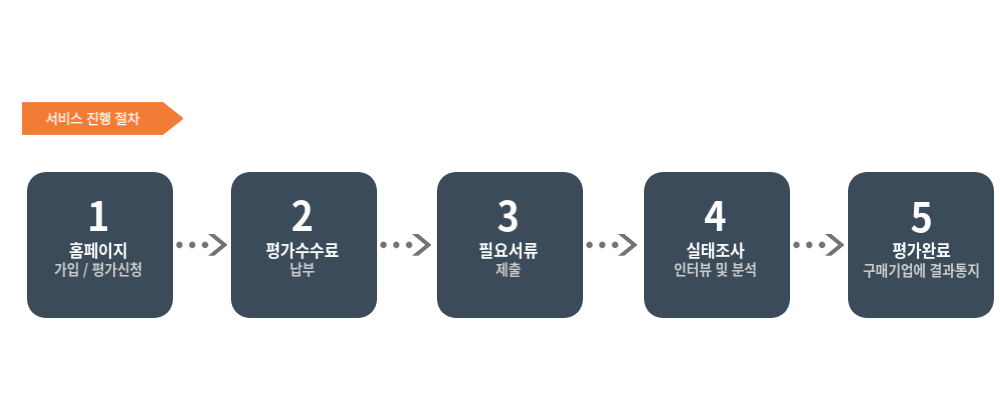 서비스 진행 절차
1
홈페이지
가입 / 평가신청
2
평가수수료
납부
3
필요서류
제출
4
실태조사
인터뷰 및 분석
5
평가완료
구매기업에 결과통지